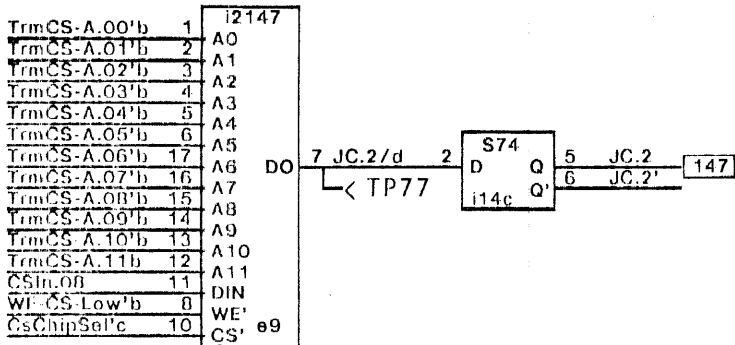 i2147
TrmCS-A.00'b 1 A0
TrmCS-A.01'b 2 A1
TrmCS-A.02'b 3 A2
TrmCS-A.03'b 4 A3
TrmCS-A.04'b 5 A4
TrmCS-A.05'b 6 A5
TrmCS-A.06'b 17 A6
TrmCS-A.07'b 16 A7
TrmCS-A.08'b 15 A8
TrmCS-A.09'b 14 A9
TrmCS-A.10'b 13 A10
TrmCS-A.11b 12 A11
CSIn.08 11 DIN
WE-CS-Low'b 8 WE'
CsChipSel'c 10 CS'
e9
DO 7 JC.2/d 2
< TP77
S74
D Q 5 JC.2 147
Q' 6 JC.2'
i14c